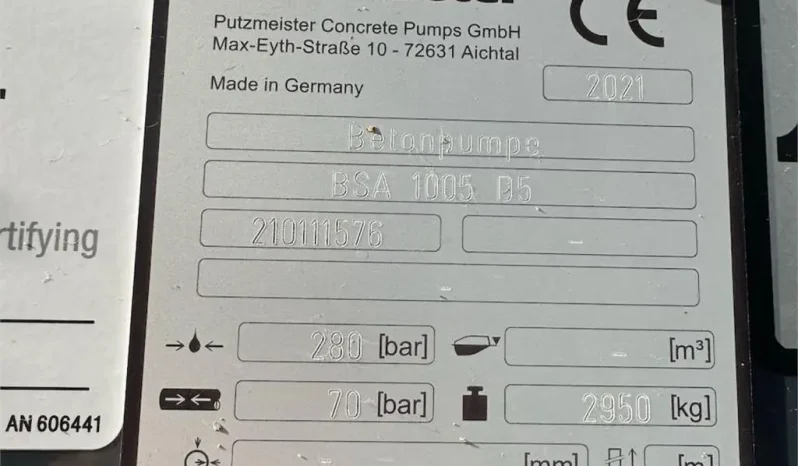 Putzmeister Concrete Pumps GmbH
Max-Eyth-Straße 10 - 72631 Aichtal
CE
Made in Germany
2021
Betonpumpe
BSA 1005 D5
210111576
-
-
280 [bar]
[m³]
70 [bar]
2950 [kg]
[mm]
[m]
rtifying
AN 606441